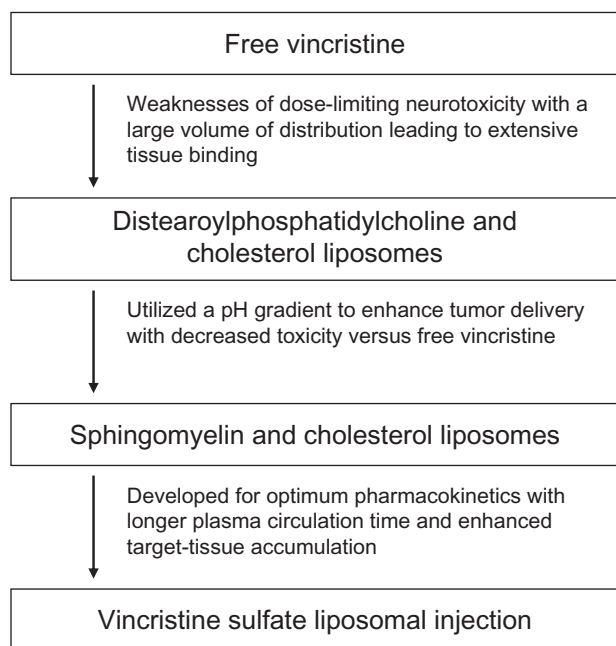 Free vincristine
Weaknesses of dose-limiting neurotoxicity with a
large volume of distribution leading to extensive
tissue binding
Distearoylphosphatidylcholine and
cholesterol liposomes
Utilized a pH gradient to enhance tumor delivery
with decreased toxicity versus free vincristine
Sphingomyelin and cholesterol liposomes
Developed for optimum pharmacokinetics with
longer plasma circulation time and enhanced
target-tissue accumulation
Vincristine sulfate liposomal injection